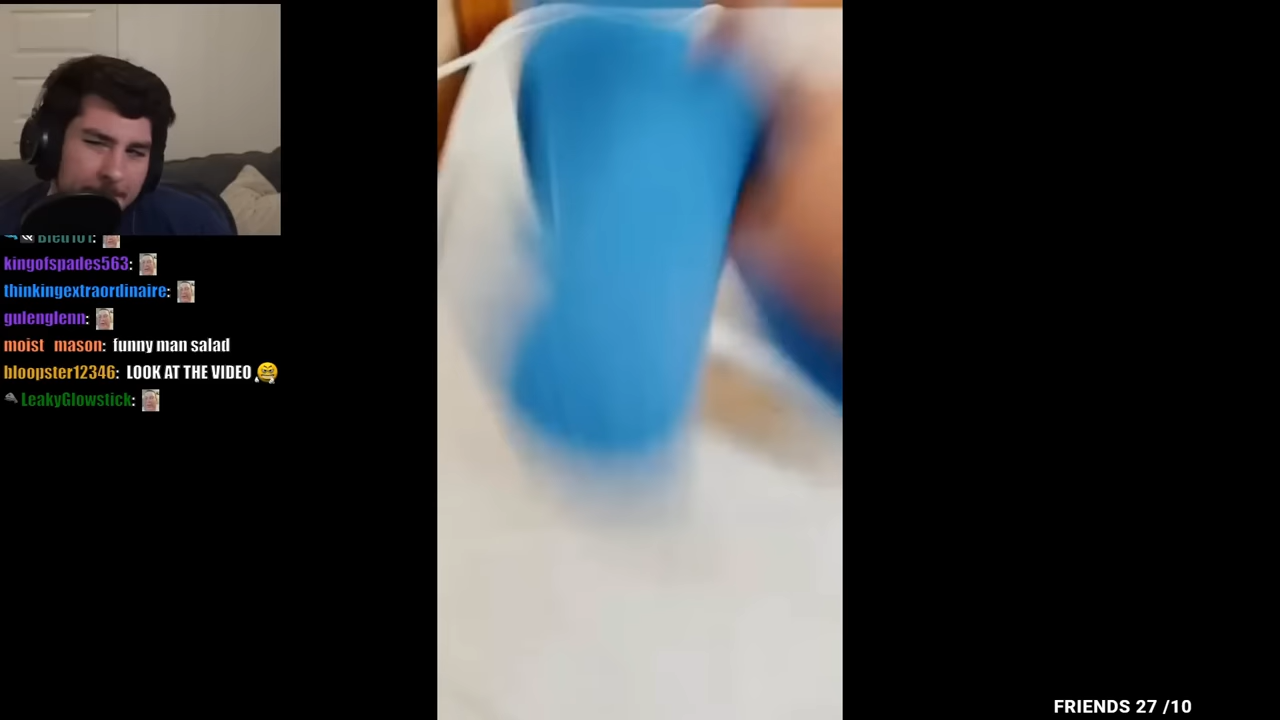 kingofspades563:
thinkingextraordinaire:
gulenglenn:
moist_mason: funny man salad
bloopster12346: LOOK AT THE VIDEO
LeakyGlowstick:
FRIENDS 27 /10